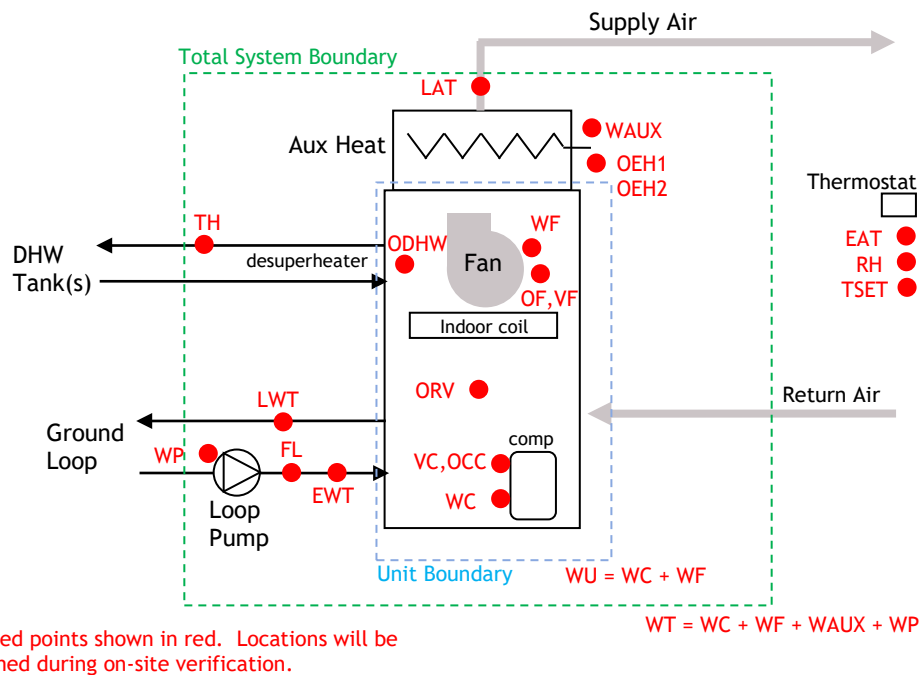 Supply Air
Total System Boundary
LAT
Aux Heat
WAUX
OEH1
OEH2
Thermostat
TH
ODHW
WF
EAT
DHW
Tank(s)
desuperheater
Fan
RH
OF,VF
TSET
Indoor coil
ORV
Return Air
LWT
Ground
Loop
WP
FL
comp
VC,OCC
EWT
WC
Loop
Pump
Unit Boundary
WU = WC + WF
WT = WC + WF + WAUX + WP
ed points shown in red. Locations will be
ned during on-site verification.